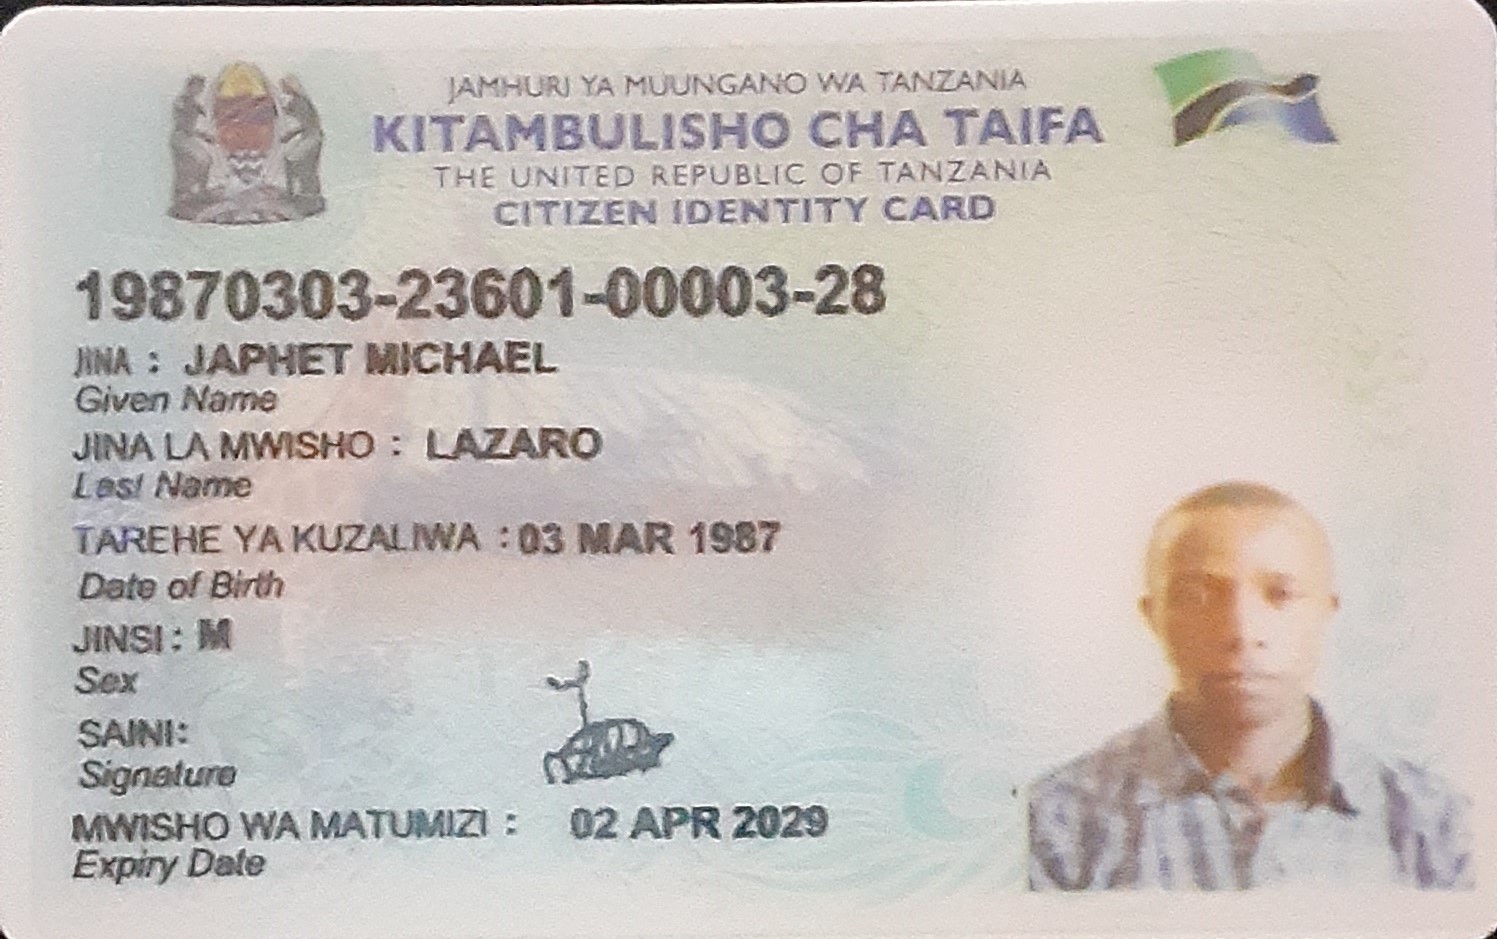 JAMHURI YA MUUNGANO WA TANZANIA
KITAMBULISHO CHA TAIFA
THE UNITED REPUBLIC OF TANZANIA
CITIZEN IDENTITY CARD
19870303-23601-00003-28
JINA : JAPHET MICHAEL
Given Name
JINA LA MWISHO : LAZARO
Last Name
TAREHE YA KUZALIWA : 03 MAR 1987
Date of Birth
JINSI : M
Sex
SAINI:
Signature
MWISHO WA MATUMIZI : 02 APR 2029
Expiry Date